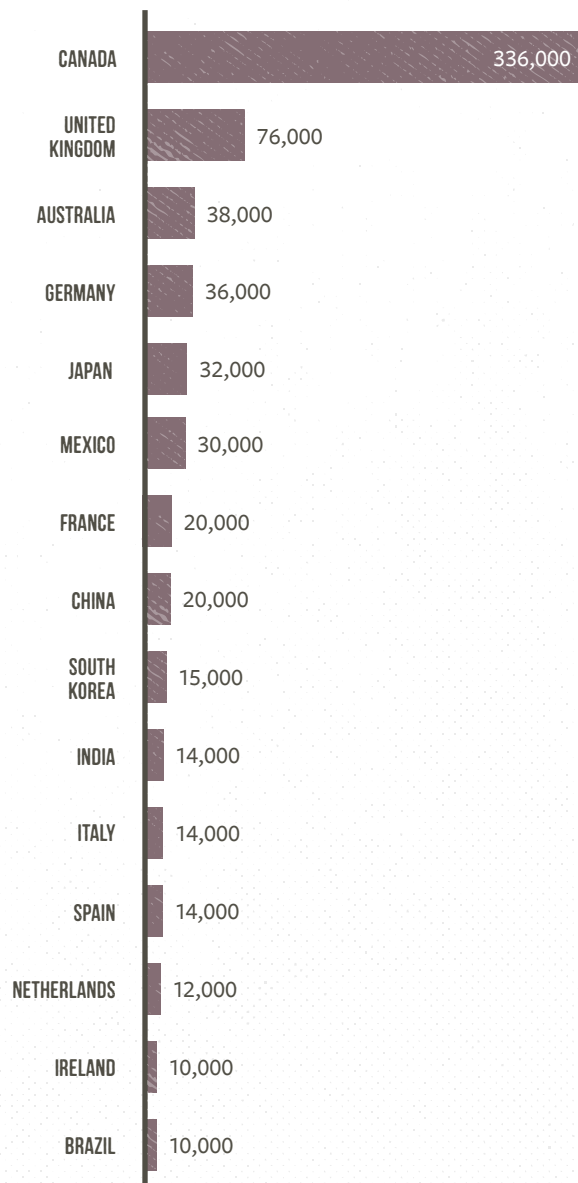 CANADA 336,000
UNITED
KINGDOM 76,000
AUSTRALIA 38,000
GERMANY 36,000
JAPAN 32,000
MEXICO 30,000
FRANCE 20,000
CHINA 20,000
SOUTH
KOREA 15,000
INDIA 14,000
ITALY 14,000
SPAIN 14,000
NETHERLANDS 12,000
IRELAND 10,000
BRAZIL 10,000